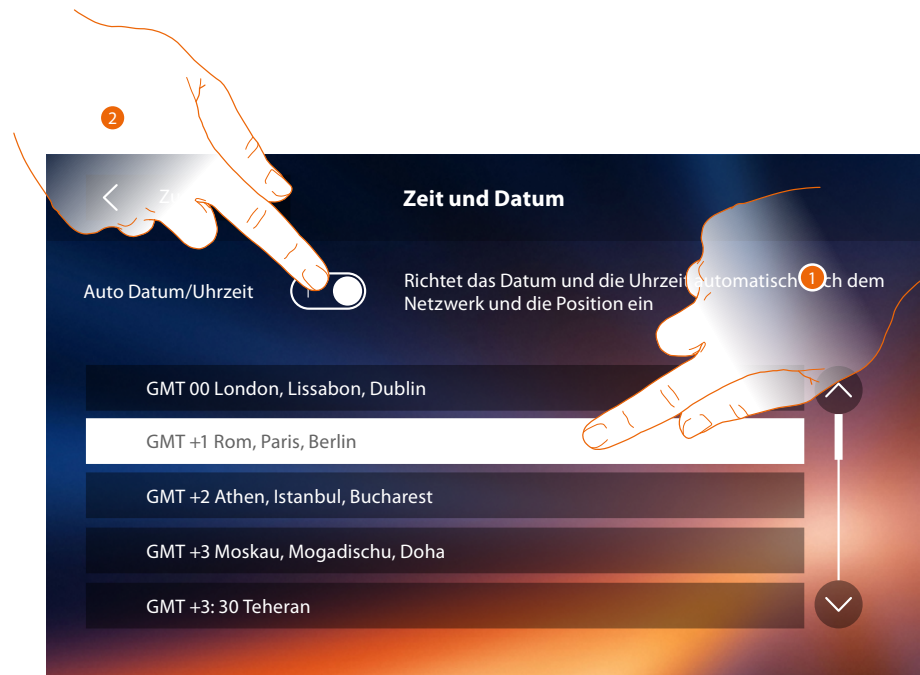 2
Zeit und Datum
Auto Datum/Uhrzeit
Richtet das Datum und die Uhrzeit automatisch dem
Netzwerk und die Position ein
1
GMT 00 London, Lissabon, Dublin
GMT +1 Rom, Paris, Berlin
GMT +2 Athen, Istanbul, Bucharest
GMT +3 Moskau, Mogadischu, Doha
GMT +3: 30 Teheran